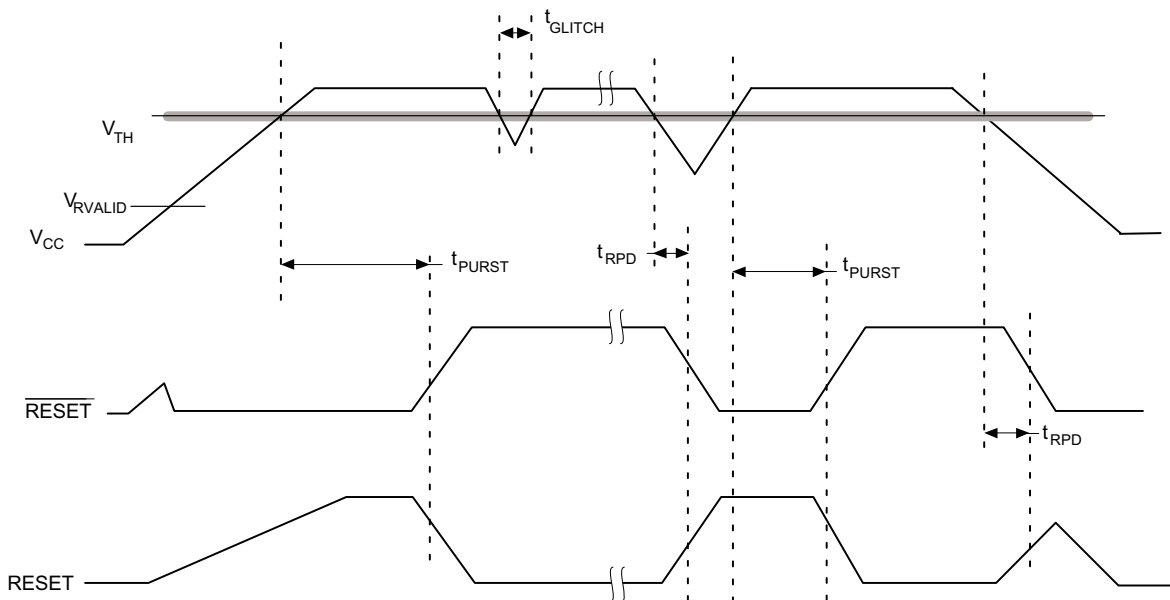 tGLITCH
VTH
VRVALID
VCC
tPURST
tRPD
tPURST
RESET
tRPD
RESET